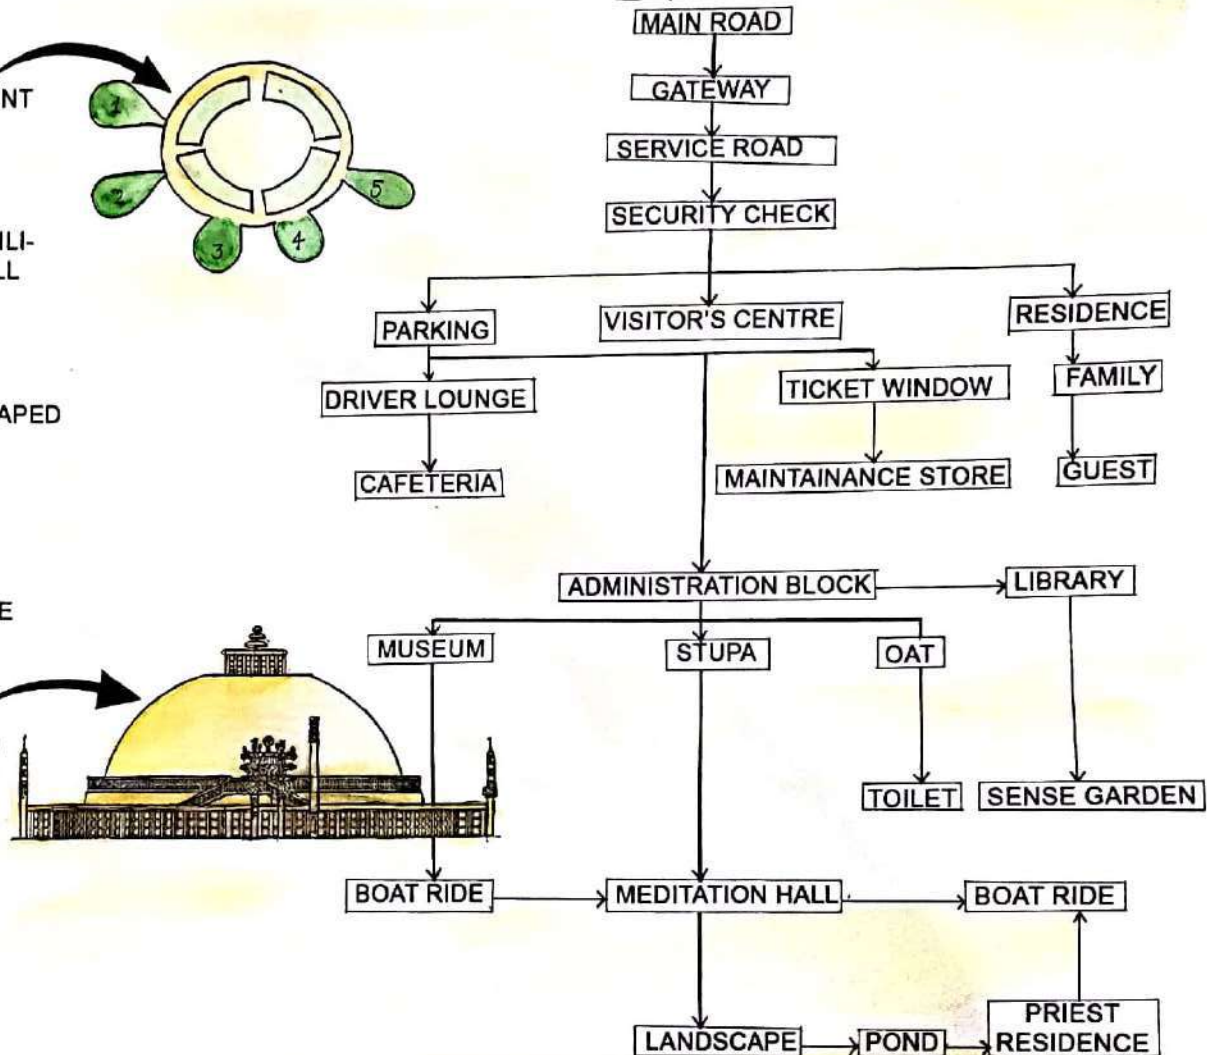 MAIN ROAD
GATEWAY
NT
1
SERVICE ROAD
2
5
SECURITY CHECK
3
4
ILI-
LL
PARKING
VISITOR'S CENTRE
RESIDENCE
DRIVER LOUNGE
TICKET WINDOW
FAMILY
APED
CAFETERIA
MAINTAINANCE STORE
GUEST
ADMINISTRATION BLOCK
LIBRARY
E
MUSEUM
STUPA
OAT
TOILET
SENSE GARDEN
BOAT RIDE
MEDITATION HALL
BOAT RIDE
LANDSCAPE
POND
PRIEST
RESIDENCE